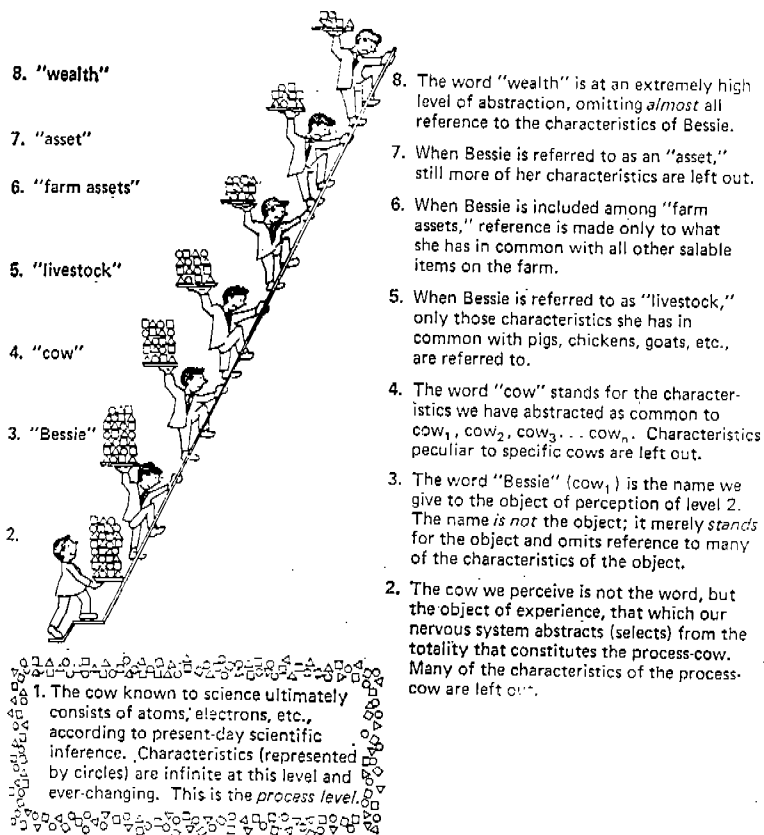 8. "wealth"
7. "asset"
6. "farm assets"
5. "livestock"
4. "cow"
3. "Bessie"
2.
8. The word "wealth" is at an extremely high
level of abstraction, omitting almost all
reference to the characteristics of Bessie.
7. When Bessie is referred to as an "asset,"
still more of her characteristics are left out.
6. When Bessie is included among "farm
assets," reference is made only to what
she has in common with all other salable
items on the farm.
5. When Bessie is referred to as "livestock,"
only those characteristics she has in
common with pigs, chickens, goats, etc.,
are referred to.
4. The word "cow" stands for the character-
istics we have abstracted as common to
cow₁, cow₂, cow₃ . . . cowₙ. Characteristics
peculiar to specific cows are left out.
3. The word "Bessie" (cow₁) is the name we
give to the object of perception of level 2.
The name is not the object; it merely stands
for the object and omits reference to many
of the characteristics of the object.
2. The cow we perceive is not the word, but
the object of experience, that which our
nervous system abstracts (selects) from the
totality that constitutes the process-cow.
Many of the characteristics of the process-
cow are left out.
1. The cow known to science ultimately
consists of atoms, electrons, etc.,
according to present-day scientific
inference. Characteristics (represented
by circles) are infinite at this level and
ever-changing. This is the process level.